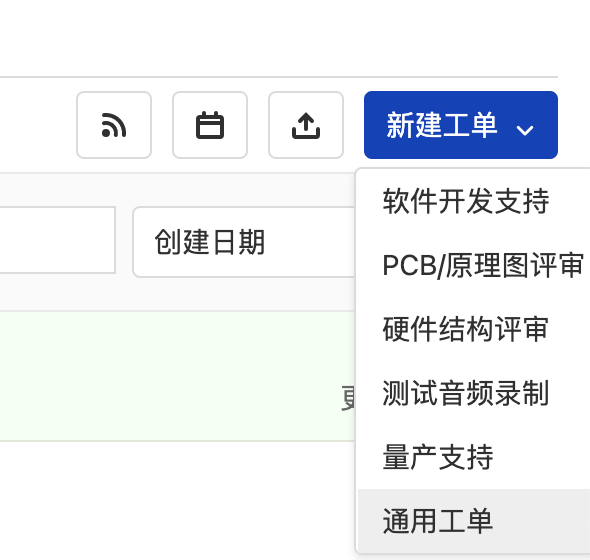 新建工单
创建日期
软件开发支持
PCB/原理图评审
硬件结构评审
测试音频录制
量产支持
通用工单